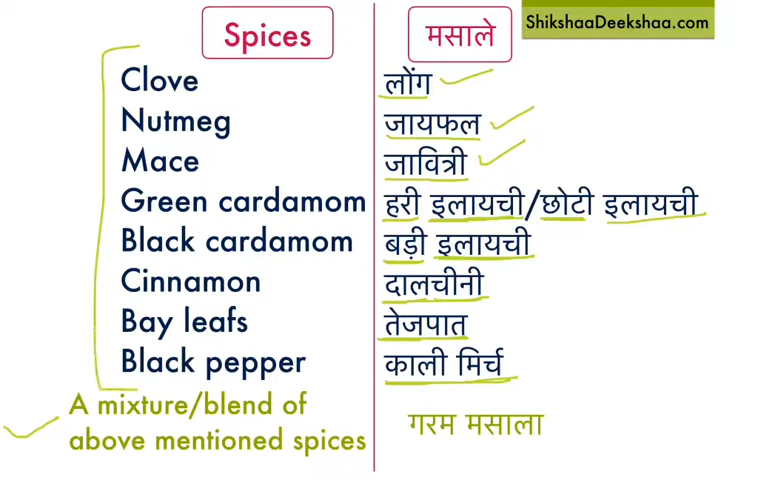 ShikshaaDeekshaa.com
Spices मसाले
Clove लोंग
Nutmeg जायफल
Mace जावित्री
Green cardamom हरी इलायची/छोटी इलायची
Black cardamom बड़ी इलायची
Cinnamon दालचीनी
Bay leafs तेजपात
Black pepper काली मिर्च
A mixture/blend of
above mentioned spices गरम मसाला